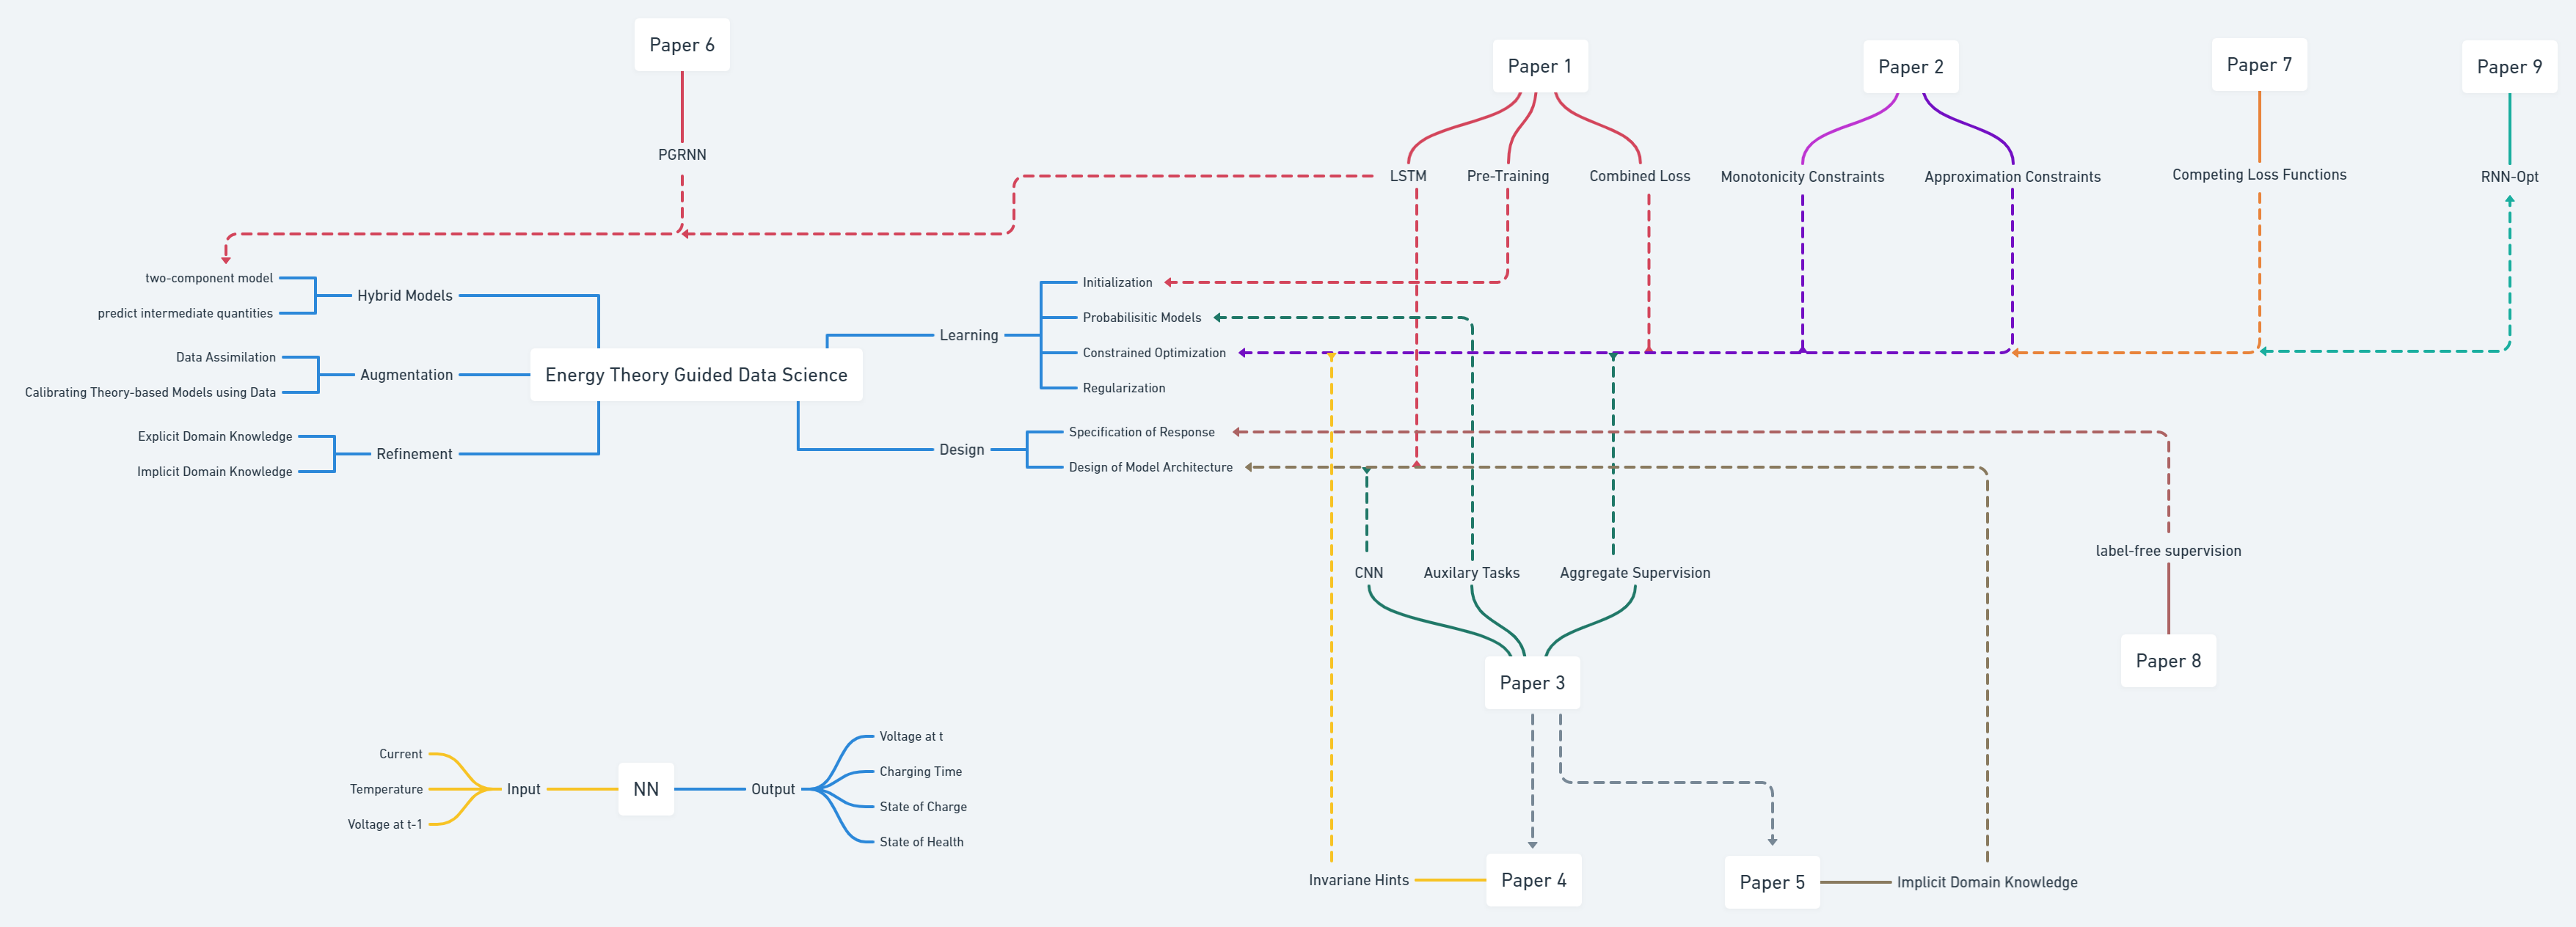 Paper 6
Paper 1
Paper 2
Paper 7
Paper 9
PGRNN
LSTM
Pre-Training
Combined Loss
Monotonicity Constraints
Approximation Constraints
Competing Loss Functions
RNN-Opt
two-component model
predict intermediate quantities
Hybrid Models
Data Assimilation
Calibrating Theory-based Models using Data
Augmentation
Explicit Domain Knowledge
Implicit Domain Knowledge
Refinement
Energy Theory Guided Data Science
Learning
Initialization
Probabilisitic Models
Constrained Optimization
Regularization
Design
Specification of Response
Design of Model Architecture
CNN
Auxilary Tasks
Aggregate Supervision
label-free supervision
Paper 3
Paper 8
Current
Temperature
Voltage at t-1
Input
NN
Output
Voltage at t
Charging Time
State of Charge
State of Health
Invariane Hints
Paper 4
Paper 5
Implicit Domain Knowledge